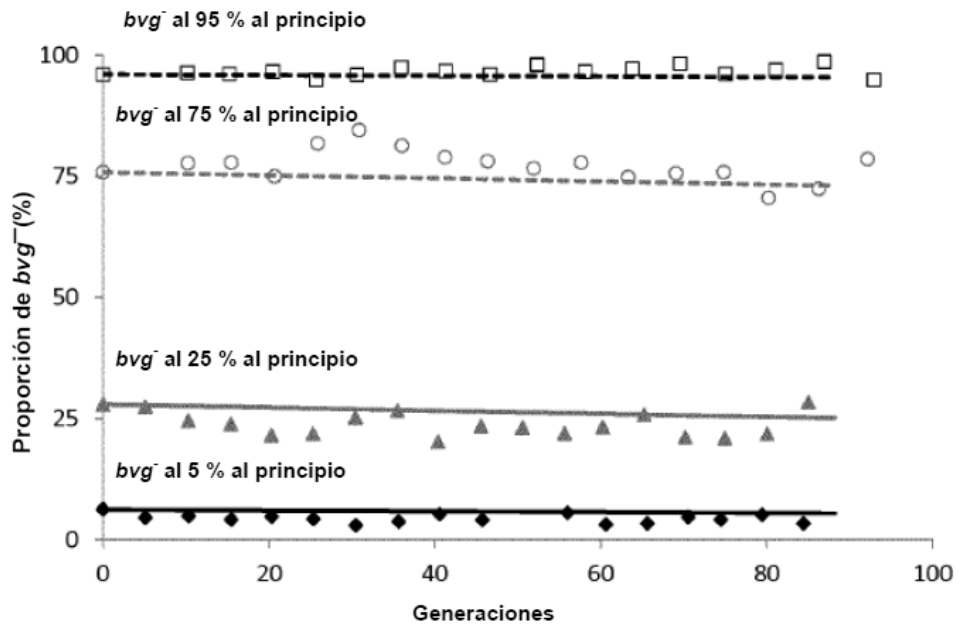 bvg⁻ al 95 % al principio
100
bvg⁻ al 75 % al principio
75
50
bvg⁻ al 25 % al principio
25
bvg⁻ al 5 % al principio
0
Proporción de bvg⁻(%)
0 20 40 60 80 100
Generaciones